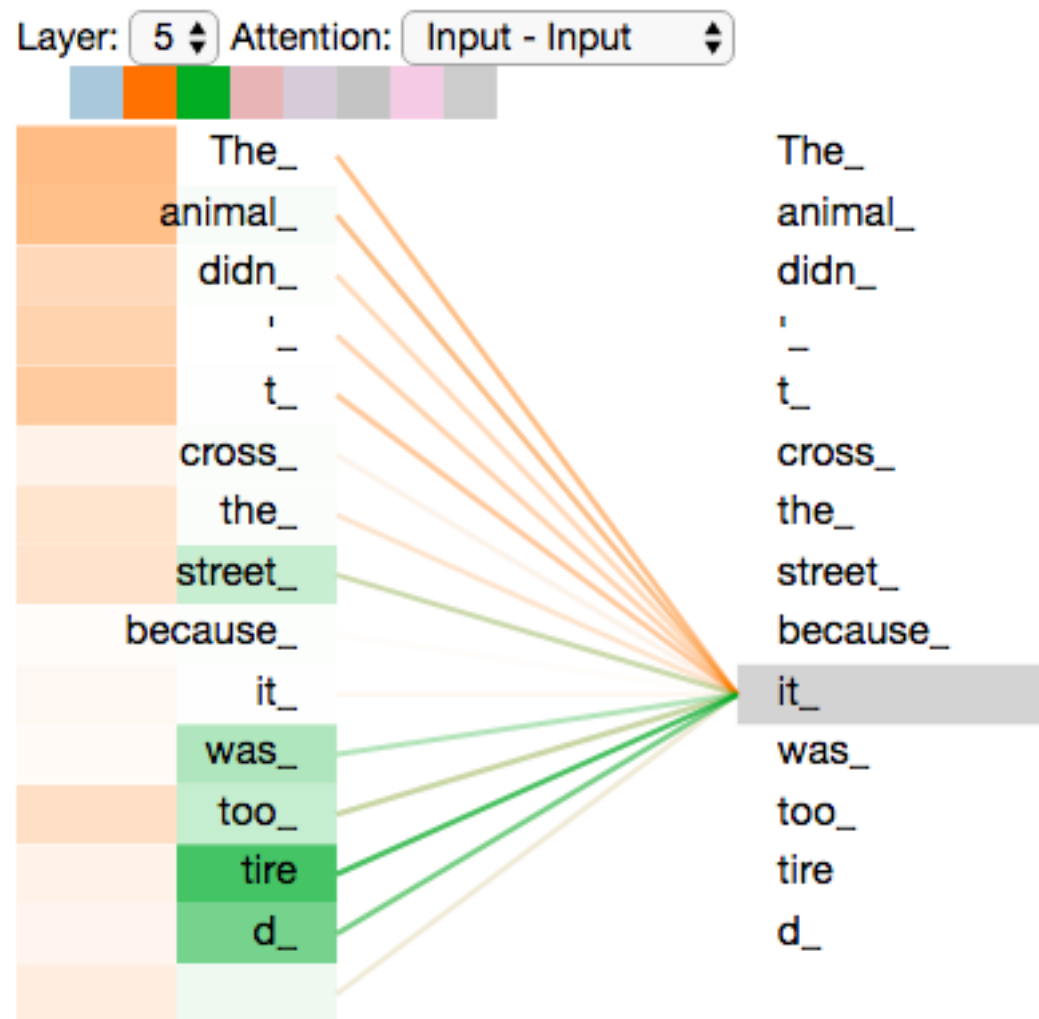 Layer: 5 Attention: Input - Input
The_ The_
animal_ animal_
didn_ didn_
'_ '_
t_ t_
cross_ cross_
the_ the_
street_ street_
because_ because_
it_ it_
was_ was_
too_ too_
tire tire
d_ d_